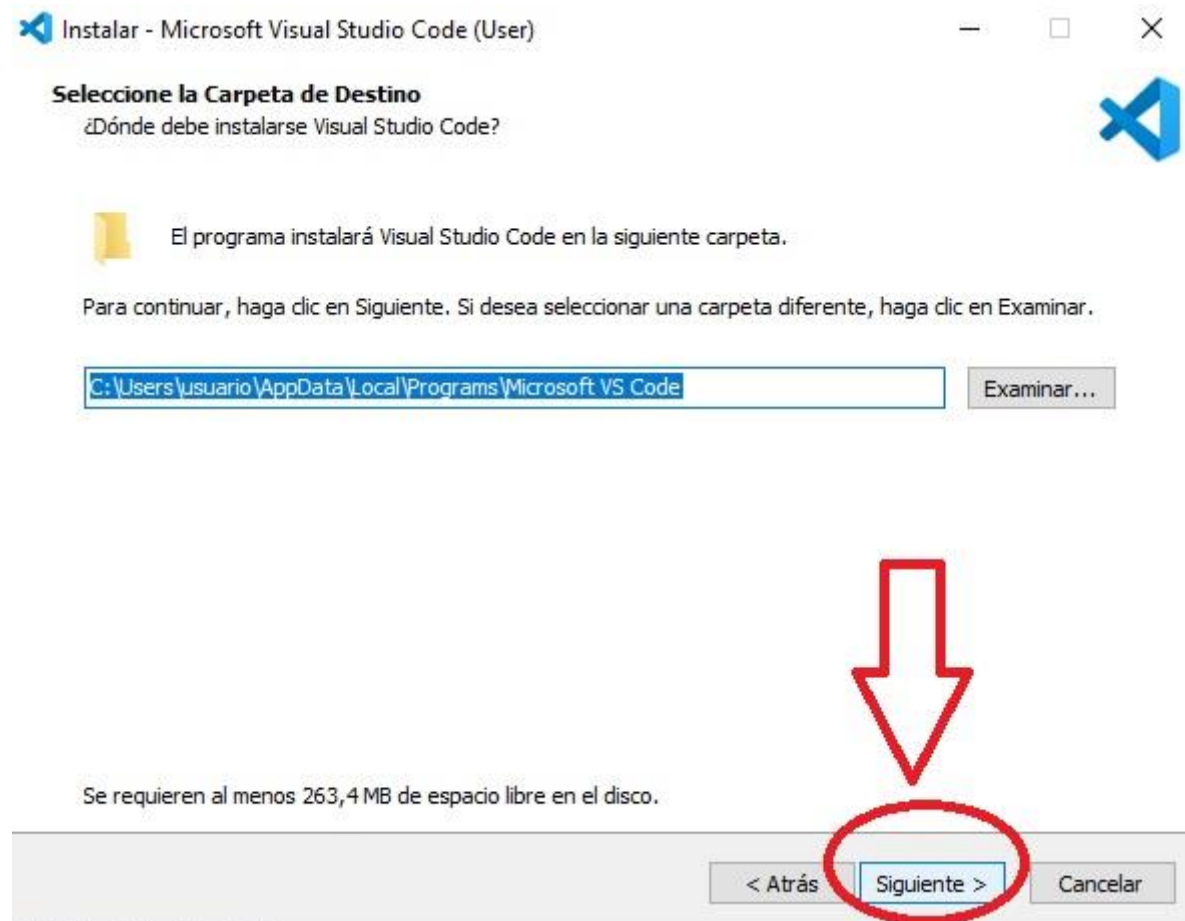 Instalar - Microsoft Visual Studio Code (User)
Seleccione la Carpeta de Destino
¿Dónde debe instalarse Visual Studio Code?
El programa instalará Visual Studio Code en la siguiente carpeta.
Para continuar, haga clic en Siguiente. Si desea seleccionar una carpeta diferente, haga clic en Examinar.
C:\Users\usuario\AppData\Local\Programs\Microsoft VS Code
Examinar...
Se requieren al menos 263,4 MB de espacio libre en el disco.
< Atrás
Siguiente >
Cancelar